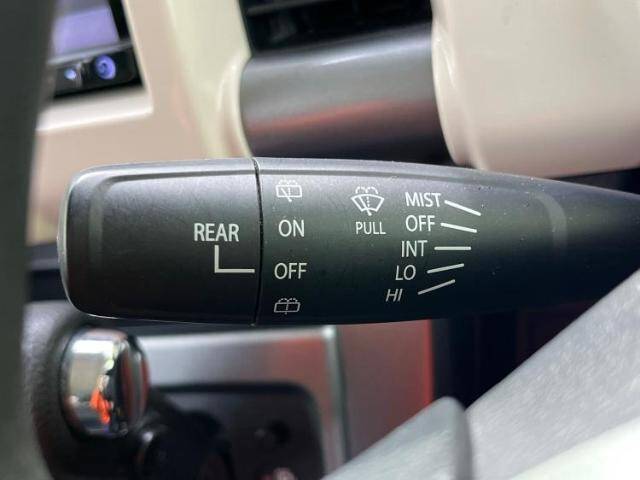 REAR
ON
OFF
PULL
MIST
OFF
INT
LO
HI